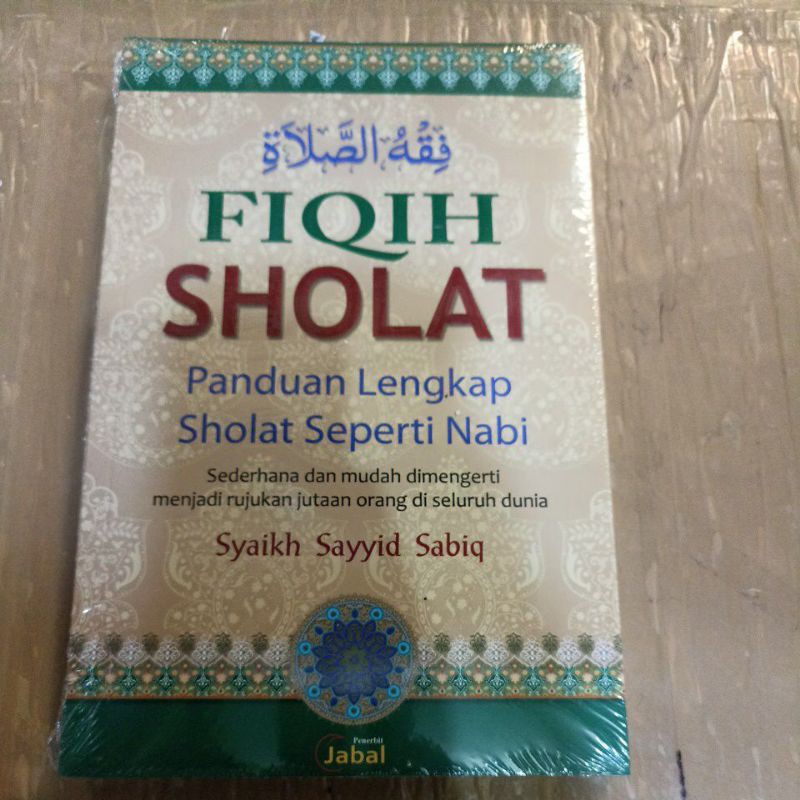 فِقْهُ الصَّلاَةِ
FIQIH
SHOLAT
Panduan Lengkap
Sholat Seperti Nabi
Sederhana dan mudah dimengerti
menjadi rujukan jutaan orang di seluruh dunia
Syaikh Sayyid Sabiq
Penerbit
Jabal